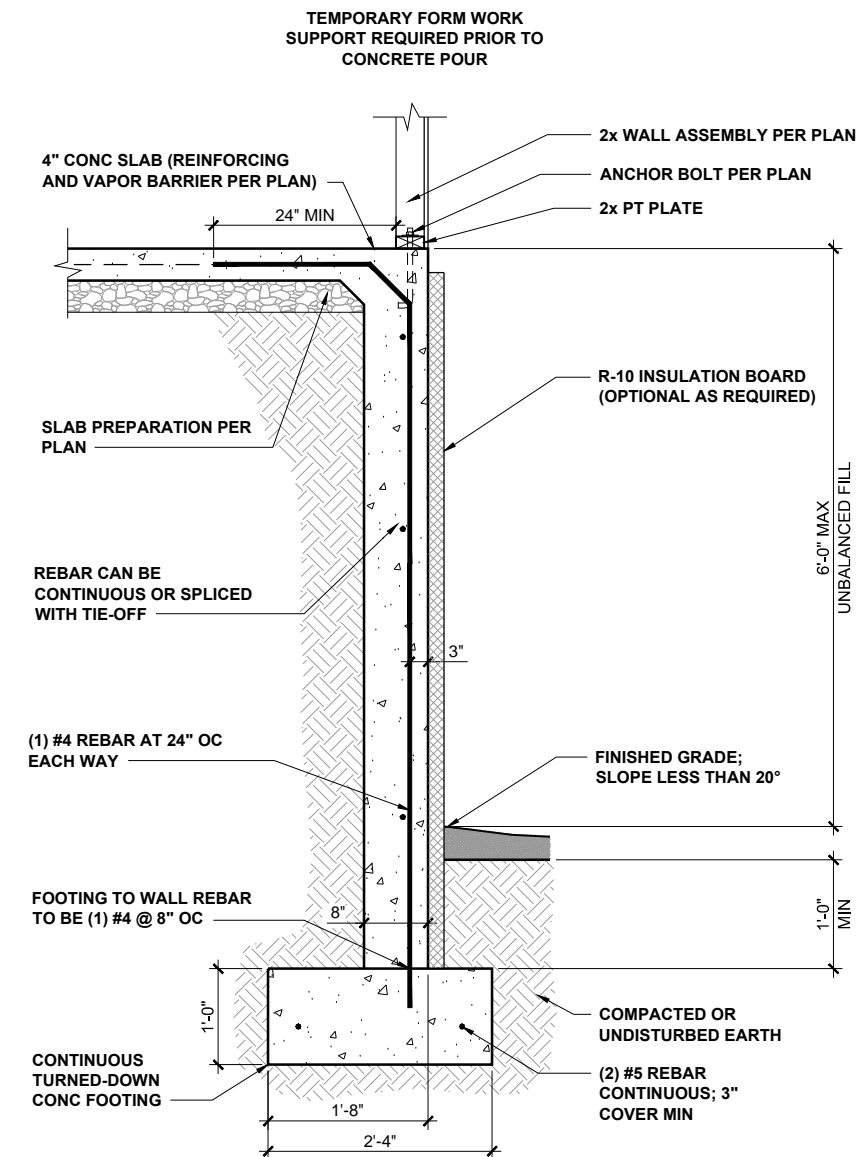 TEMPORARY FORM WORK
SUPPORT REQUIRED PRIOR TO
CONCRETE POUR
2x WALL ASSEMBLY PER PLAN
4" CONC SLAB (REINFORCING
AND VAPOR BARRIER PER PLAN)
ANCHOR BOLT PER PLAN
2x PT PLATE
24" MIN
R-10 INSULATION BOARD
(OPTIONAL AS REQUIRED)
SLAB PREPARATION PER
PLAN
6'-0" MAX
UNBALANCED FILL
REBAR CAN BE
CONTINUOUS OR SPLICED
WITH TIE-OFF
3"
(1) #4 REBAR AT 24" OC
EACH WAY
FINISHED GRADE;
SLOPE LESS THAN 20°
FOOTING TO WALL REBAR
TO BE (1) #4 @ 8" OC
8"
1'-0"
MIN
1'-0"
COMPACTED OR
UNDISTURBED EARTH
CONTINUOUS
TURNED-DOWN
CONC FOOTING
(2) #5 REBAR
CONTINUOUS; 3"
COVER MIN
1'-8"
2'-4"